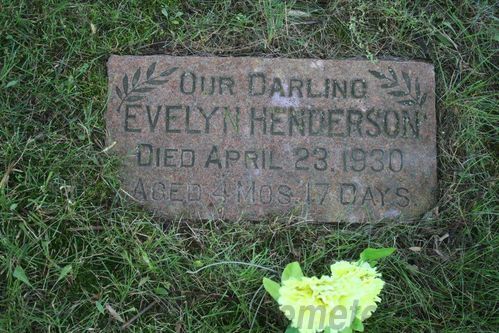 OUR DARLING
EVELYN HENDERSON
DIED APRIL 23, 1930
AGED 4 MOS. 17 DAYS.